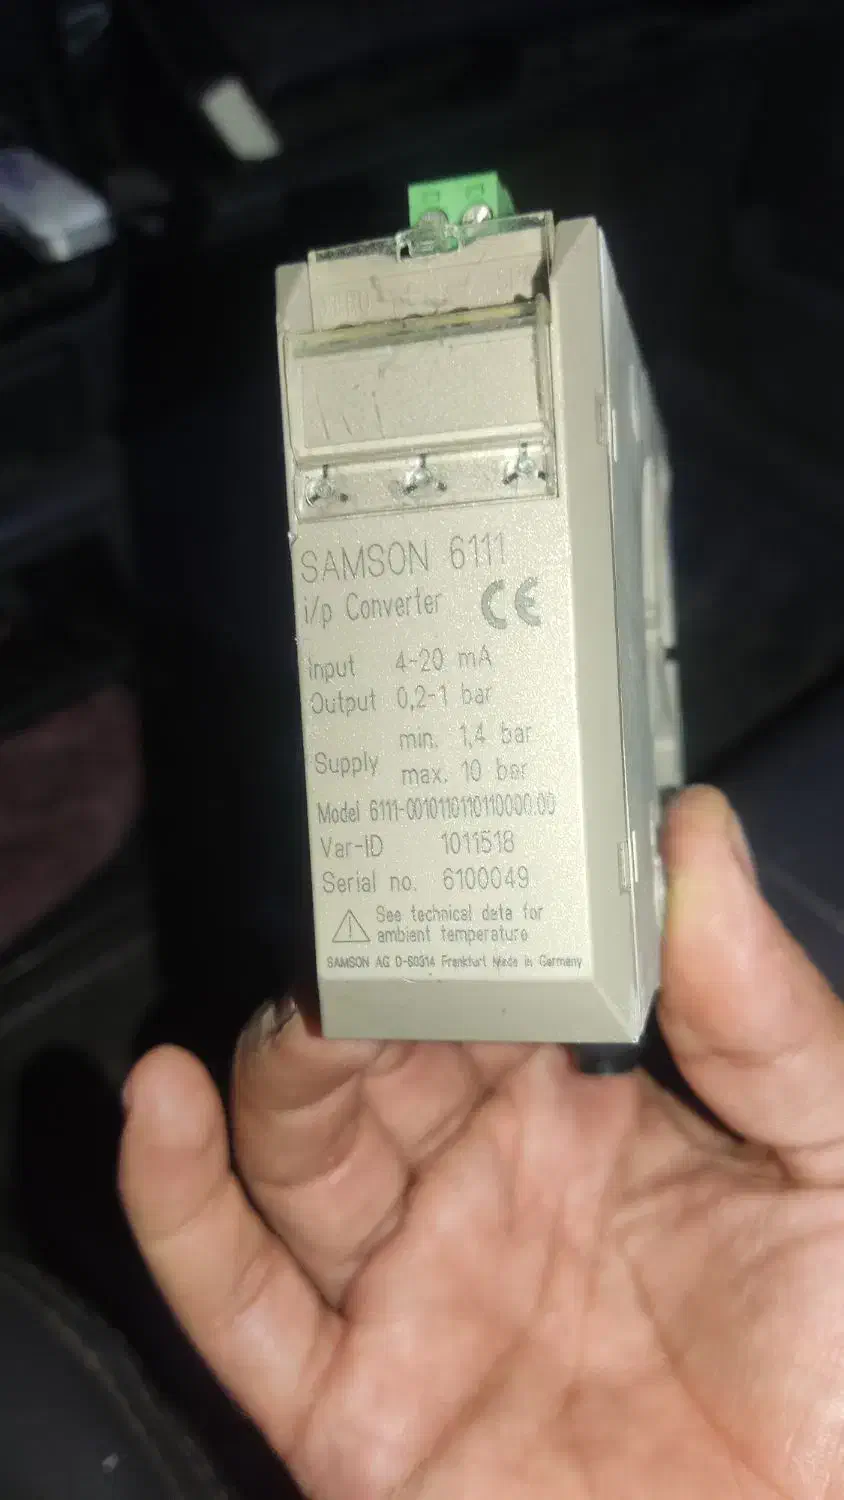 SAMSON 6111
i/p Converter CE
Input 4-20 mA
Output 0,2-1 bar
Supply min. 1,4 bar
max. 10 bar
Model 6111-0010110110110000.00
Var-ID 1011518
Serial no. 6100049
See technical data for
ambient temperature
SAMSON AG D-60314 Frankfurt Made in Germany